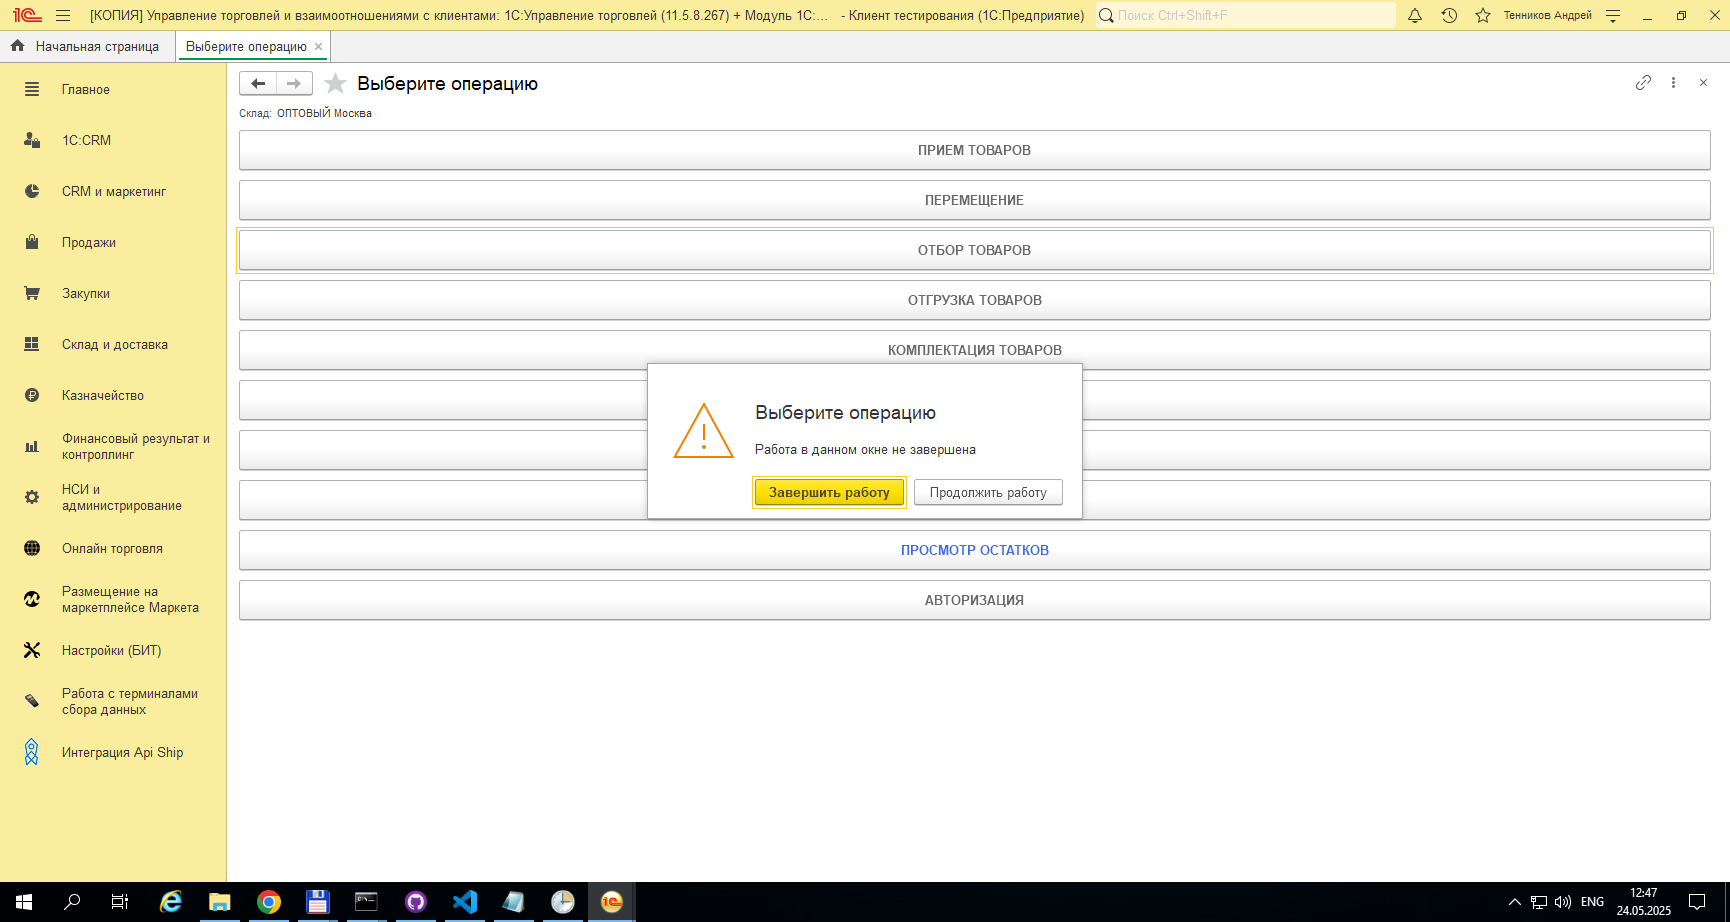 [КОПИЯ] Управление торговлей и взаимоотношениями с клиентами: 1С:Управление торговлей (11.5.8.267) + Модуль 1С:... - Клиент тестирования (1С:Предприятие)
Поиск Ctrl+Shift+F
Тенников Андрей
Начальная страница
Выберите операцию
Главное
1С:CRM
CRM и маркетинг
Продажи
Закупки
Склад и доставка
Казначейство
Финансовый результат и
контроллинг
НСИ и
администрирование
Онлайн торговля
Размещение на
маркетплейсе Маркета
Настройки (БИТ)
Работа с терминалами
сбора данных
Интеграция Api Ship
Выберите операцию
Склад: ОПТОВЫЙ Москва
ПРИЕМ ТОВАРОВ
ПЕРЕМЕЩЕНИЕ
ОТБОР ТОВАРОВ
ОТГРУЗКА ТОВАРОВ
КОМПЛЕКТАЦИЯ ТОВАРОВ
Выберите операцию
Работа в данном окне не завершена
Завершить работу
Продолжить работу
ПРОСМОТР ОСТАТКОВ
АВТОРИЗАЦИЯ
ENG
12:47
24.05.2025